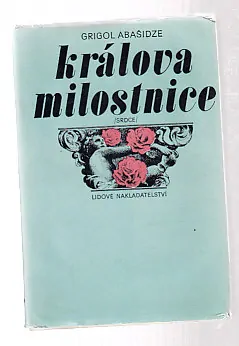 GRIGOL ABAŠIDZE
králova
milostnice
/SRDCE/
LIDOVÉ NAKLADATELSTVÍ